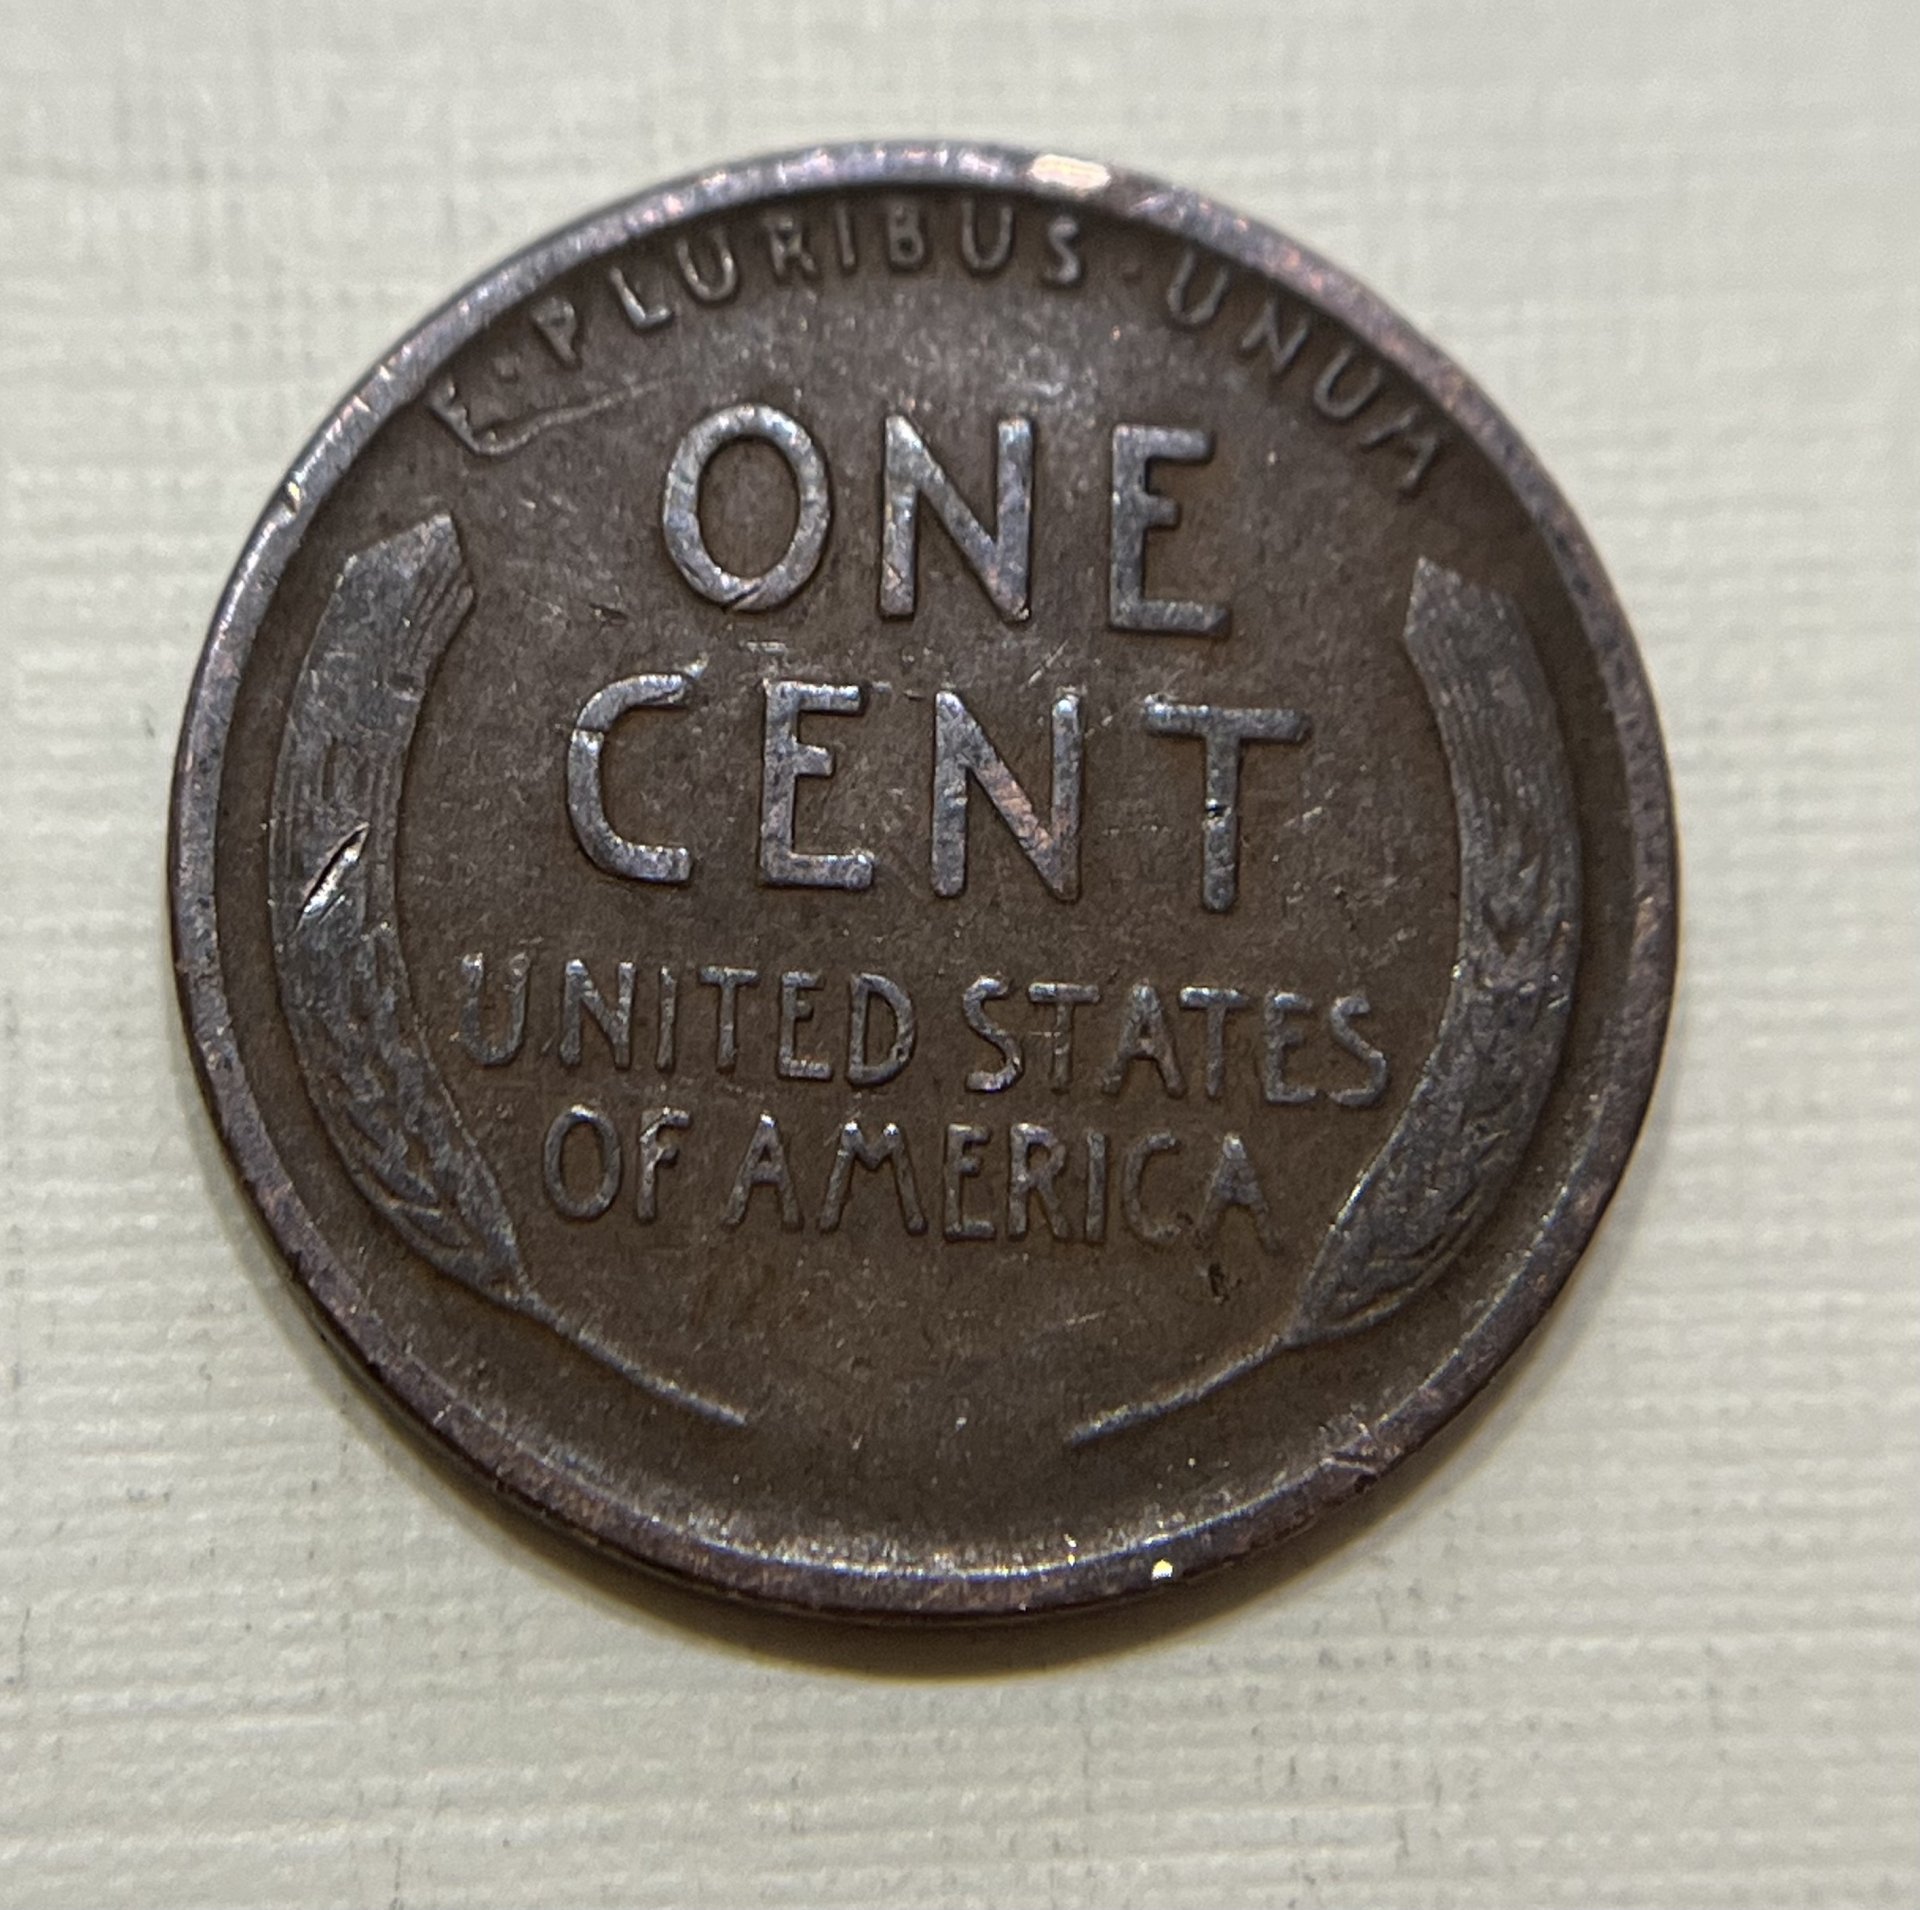 E·PLURIBUS·UNUM
ONE
CENT
UNITED STATES
OF AMERICA